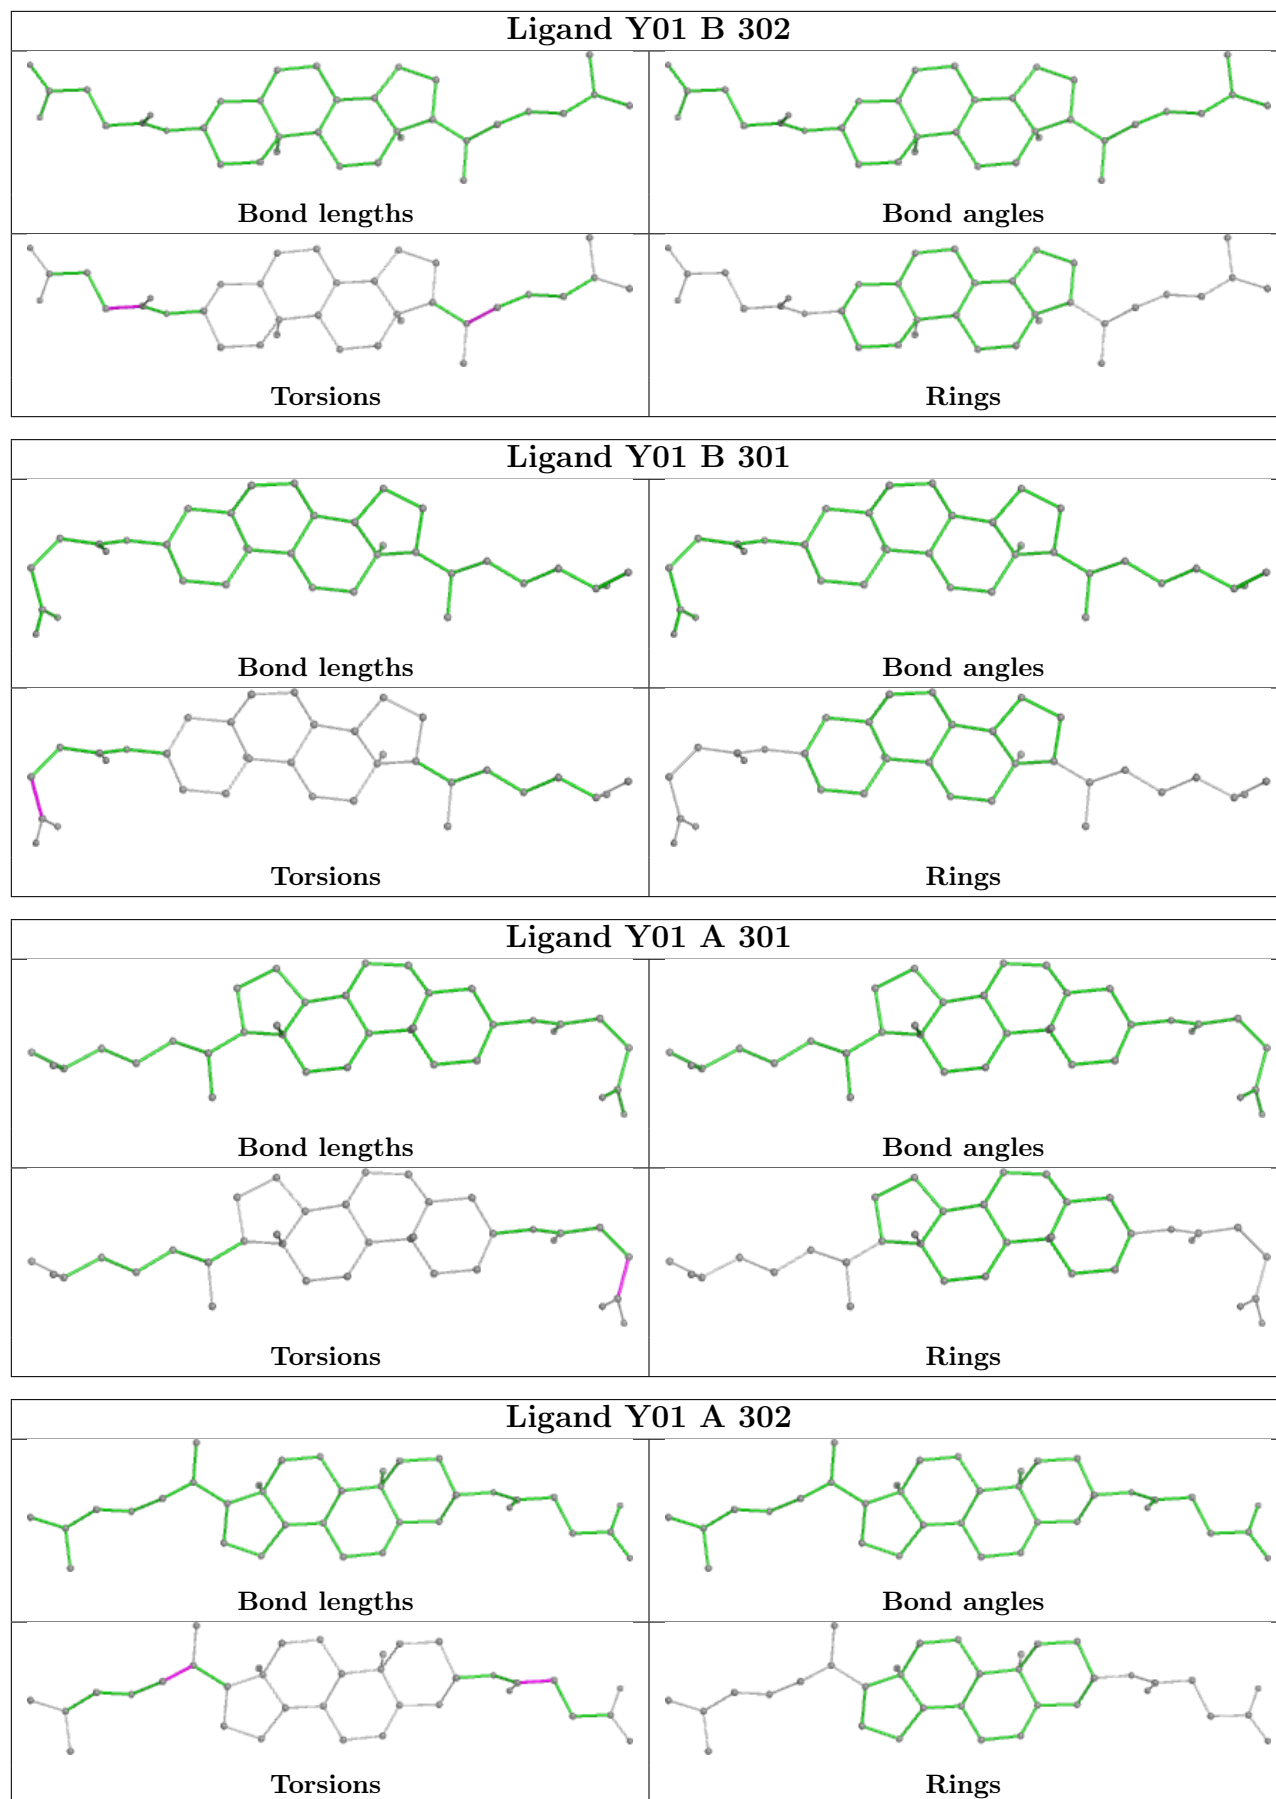 Ligand Y01 B 302
Bond lengths
Bond angles
Torsions
Rings
Ligand Y01 B 301
Bond lengths
Bond angles
Torsions
Rings
Ligand Y01 A 301
Bond lengths
Bond angles
Torsions
Rings
Ligand Y01 A 302
Bond lengths
Bond angles
Torsions
Rings